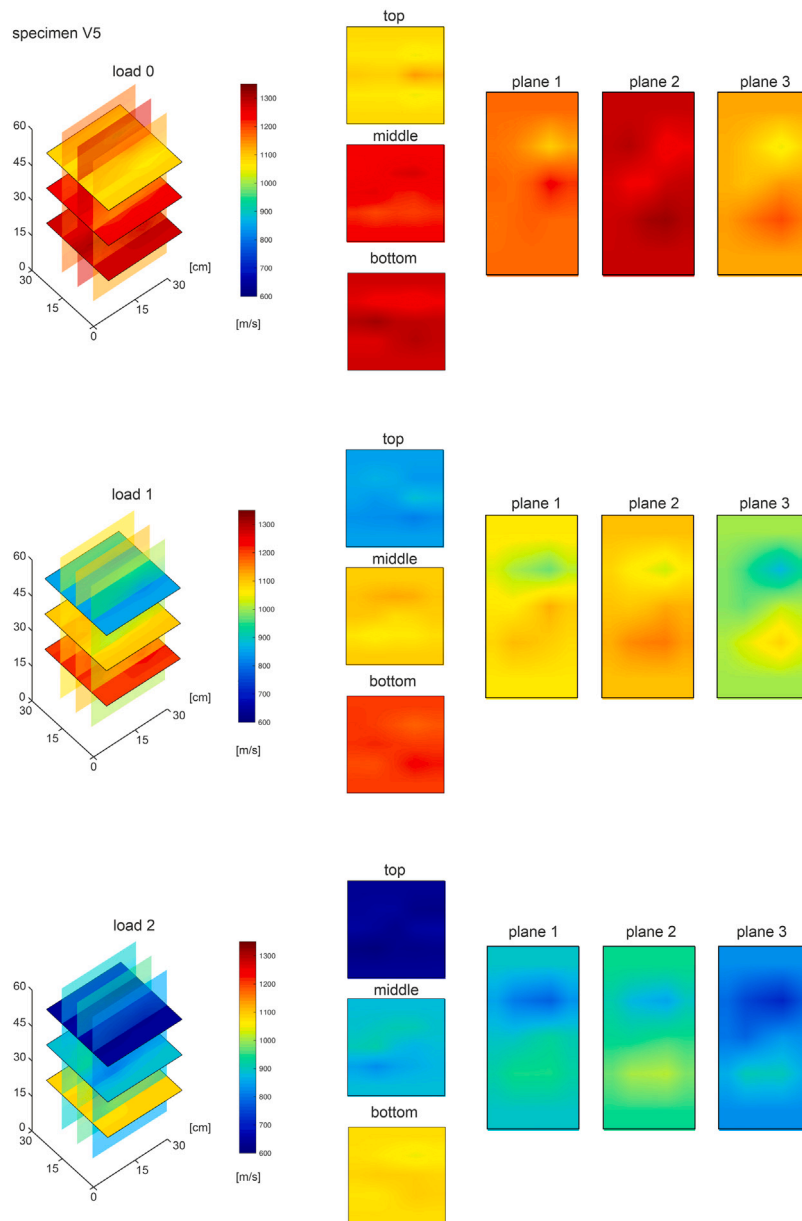 specimen V5
load 0
60
45
30
15
0
30
15
0
15
30
[cm]
1300
1200
1100
1000
900
800
700
600
[m/s]
top
middle
bottom
plane 1
plane 2
plane 3
load 1
60
45
30
15
0
30
15
0
15
30
[cm]
1300
1200
1100
1000
900
800
700
600
[m/s]
top
middle
bottom
plane 1
plane 2
plane 3
load 2
60
45
30
15
0
30
15
0
15
30
[cm]
1300
1200
1100
1000
900
800
700
600
[m/s]
top
middle
bottom
plane 1
plane 2
plane 3